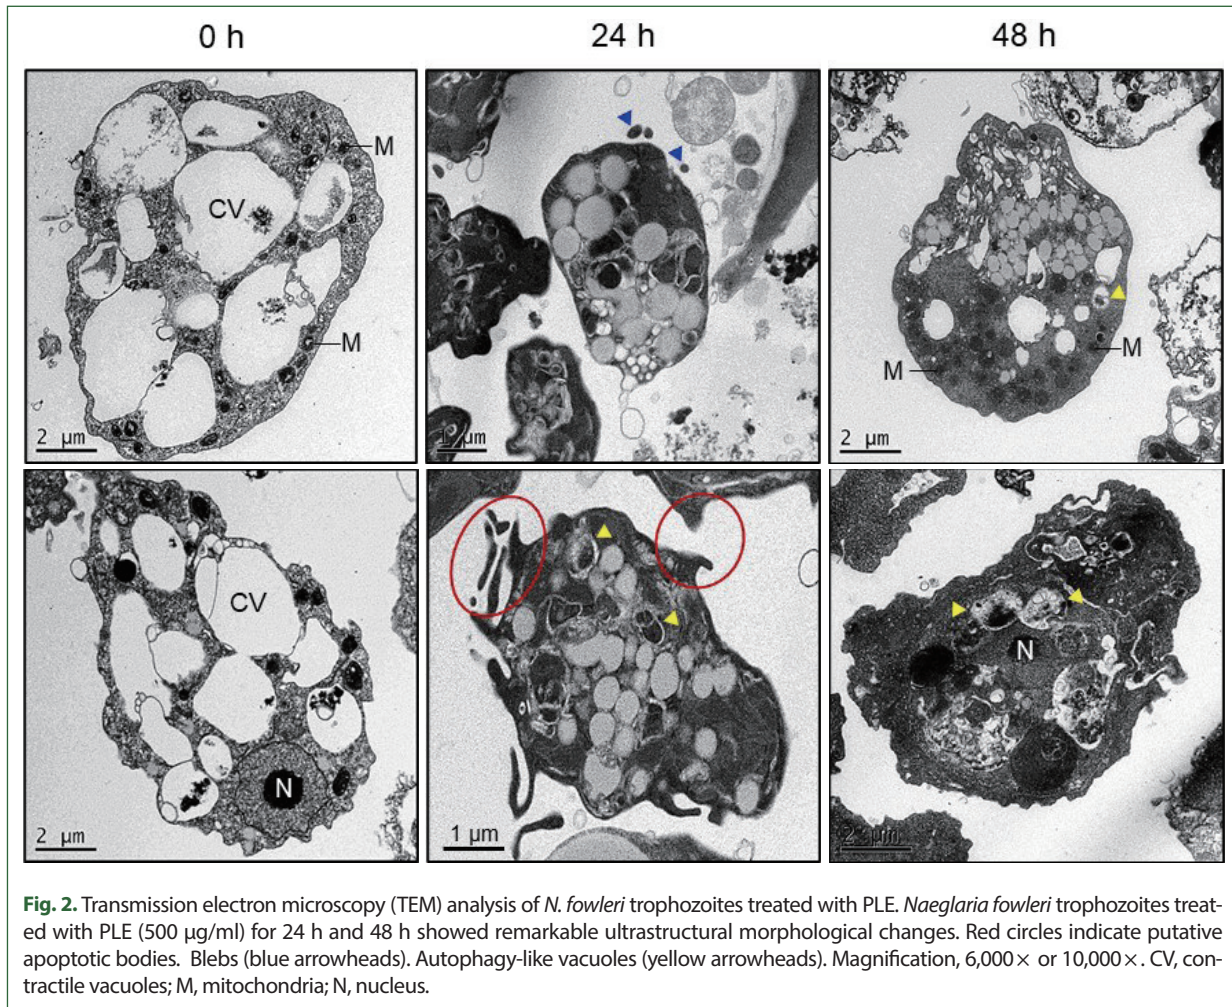 0 h 24 h 48 h
M
CV
M
2 µm
1 µm
M
M
2 µm
CV
N
2 µm
1 µm
N
2 µm
Fig. 2. Transmission electron microscopy (TEM) analysis of N. fowleri trophozoites treated with PLE. Naeglaria fowleri trophozoites treat-
ed with PLE (500 µg/ml) for 24 h and 48 h showed remarkable ultrastructural morphological changes. Red circles indicate putative
apoptotic bodies. Blebs (blue arrowheads). Autophagy-like vacuoles (yellow arrowheads). Magnification, 6,000× or 10,000×. CV, con-
tractile vacuoles; M, mitochondria; N, nucleus.